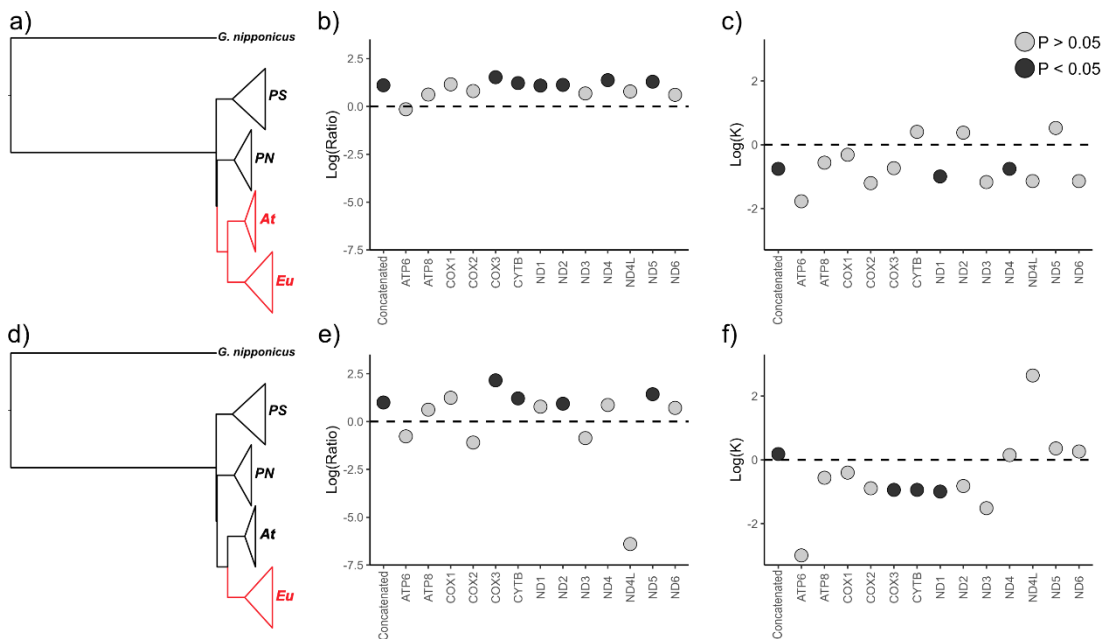 a)
G. nipponicus
PS
PN
At
Eu
b)
Log(Ratio)
2.5
0.0
-2.5
-5.0
-7.5
Concatenated
ATP6
ATP8
COX1
COX2
COX3
CYTB
ND1
ND2
ND3
ND4
ND4L
ND5
ND6
c)
P > 0.05
P < 0.05
Log(K)
2
0
-2
Concatenated
ATP6
ATP8
COX1
COX2
COX3
CYTB
ND1
ND2
ND3
ND4
ND4L
ND5
ND6
d)
G. nipponicus
PS
PN
At
Eu
e)
Log(Ratio)
2.5
0.0
-2.5
-5.0
-7.5
Concatenated
ATP6
ATP8
COX1
COX2
COX3
CYTB
ND1
ND2
ND3
ND4
ND4L
ND5
ND6
f)
Log(K)
2
0
-2
Concatenated
ATP6
ATP8
COX1
COX2
COX3
CYTB
ND1
ND2
ND3
ND4
ND4L
ND5
ND6